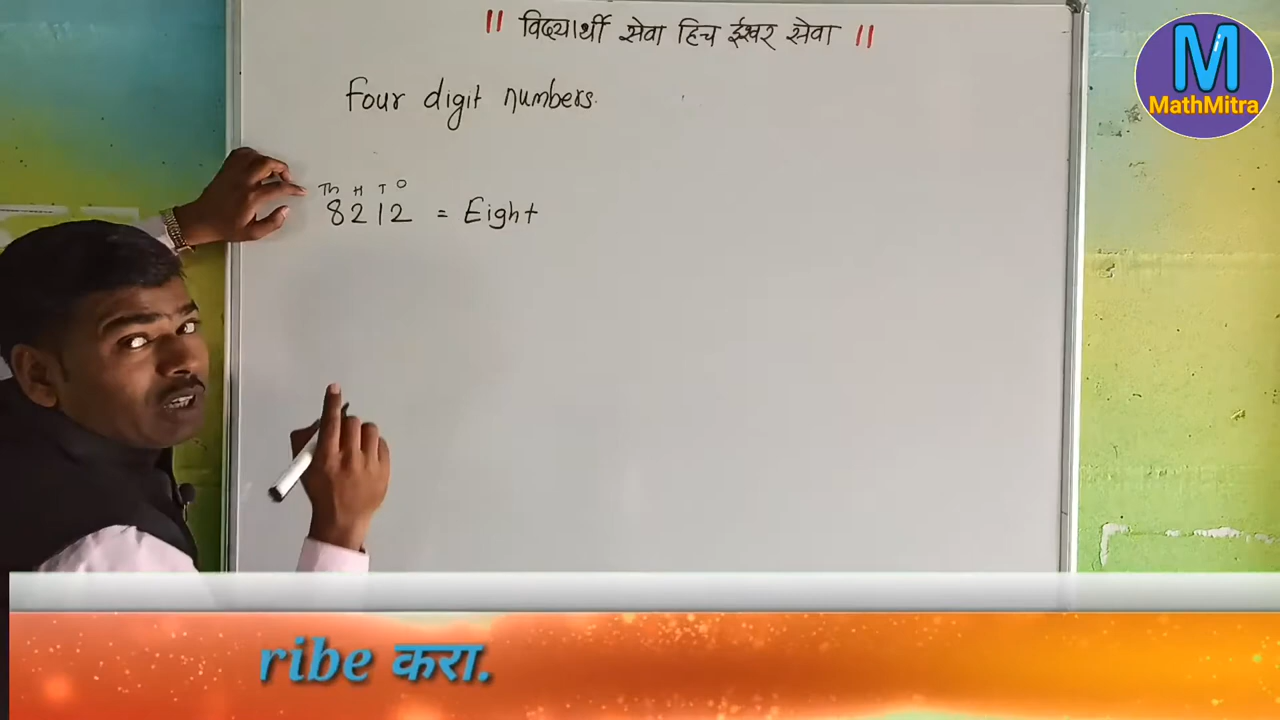 || विद्यार्थी सेवा हिच ईश्वर सेवा ||
M
MathMitra
Four digit numbers.
Th H T O
8212 = Eight
ribe करा.